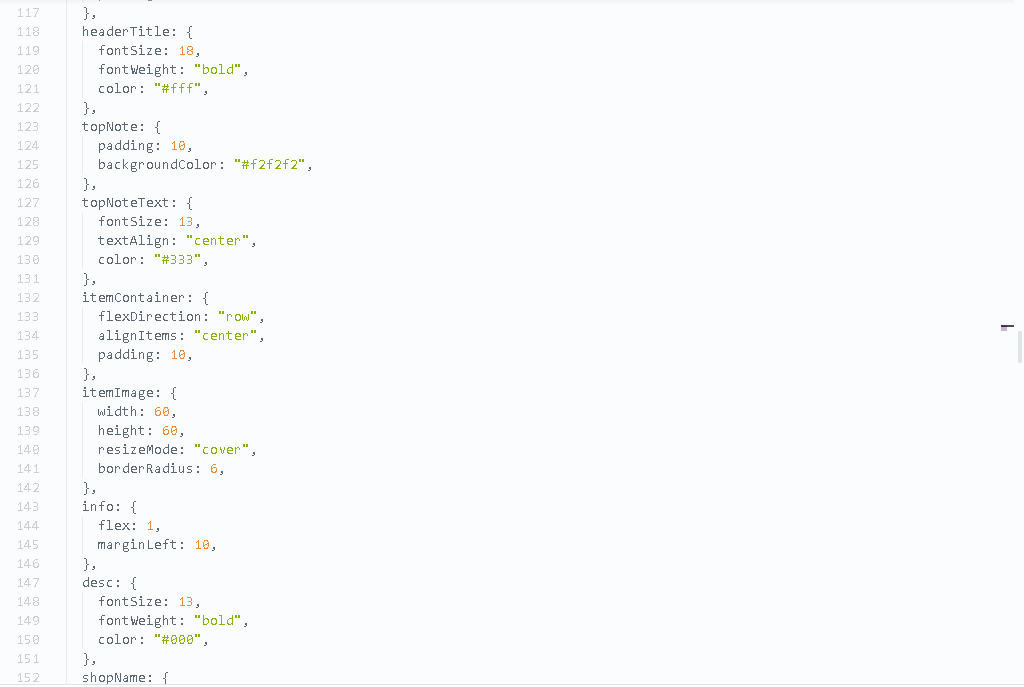 117 },
118 headerTitle: {
119 fontSize: 18,
120 fontWeight: "bold",
121 color: "#fff",
122 },
123 topNote: {
124 padding: 10,
125 backgroundColor: "#f2f2f2",
126 },
127 topNoteText: {
128 fontSize: 13,
129 textAlign: "center",
130 color: "#333",
131 },
132 itemContainer: {
133 flexDirection: "row",
134 alignItems: "center",
135 padding: 10,
136 },
137 itemImage: {
138 width: 60,
139 height: 60,
140 resizeMode: "cover",
141 borderRadius: 6,
142 },
143 info: {
144 flex: 1,
145 marginLeft: 10,
146 },
147 desc: {
148 fontSize: 13,
149 fontWeight: "bold",
150 color: "#000",
151 },
152 shopName: {